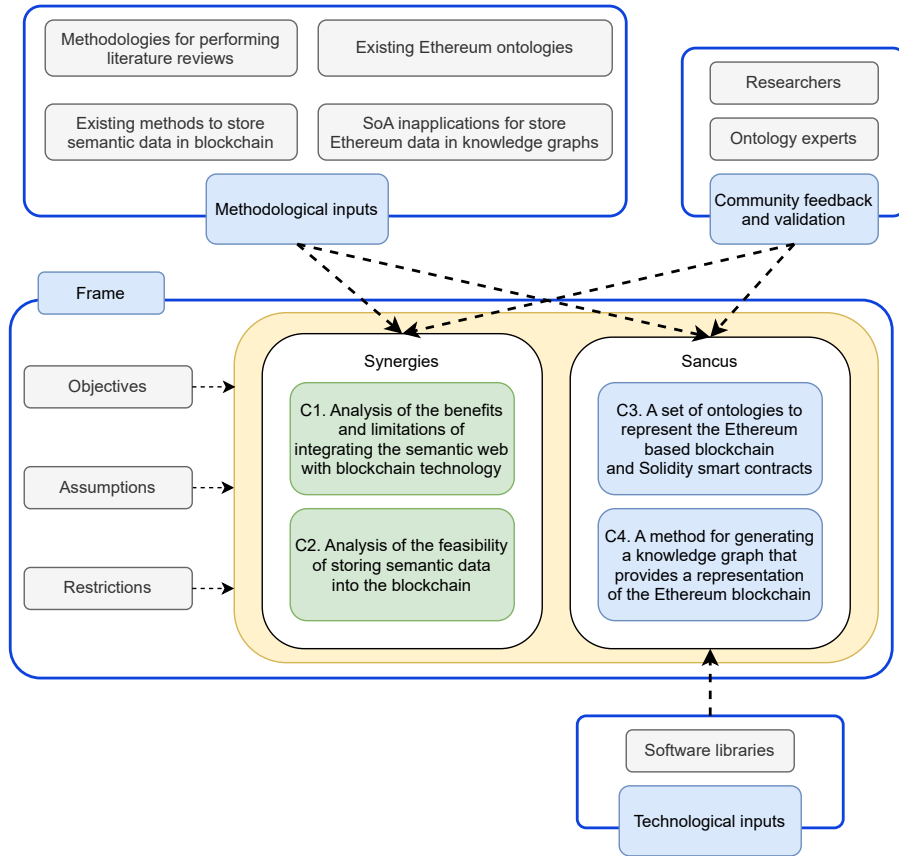 Methodologies for performing
literature reviews
Existing Ethereum ontologies
Existing methods to store
semantic data in blockchain
SoA inapplications for store
Ethereum data in knowledge graphs
Methodological inputs
Researchers
Ontology experts
Community feedback
and validation
Frame
Objectives
Assumptions
Restrictions
Synergies
C1. Analysis of the benefits
and limitations of
integrating the semantic web
with blockchain technology
C2. Analysis of the feasibility
of storing semantic data
into the blockchain
Sancus
C3. A set of ontologies to
represent the Ethereum
based blockchain
and Solidity smart contracts
C4. A method for generating
a knowledge graph that
provides a representation
of the Ethereum blockchain
Software libraries
Technological inputs